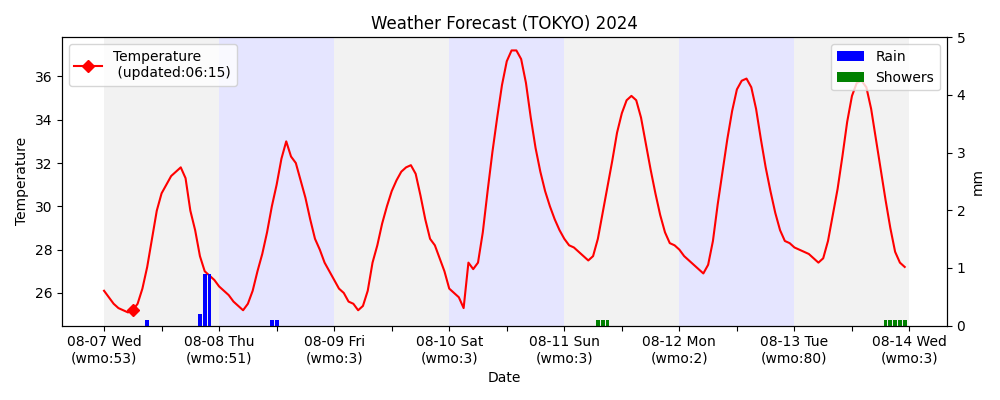 Weather Forecast (TOKYO) 2024
Temperature
(updated:06:15)
Rain
Showers
Temperature
36
34
32
30
28
26
5
4
3
2
1
0
mm
08-07 Wed
(wmo:53)
08-08 Thu
(wmo:51)
08-09 Fri
(wmo:3)
08-10 Sat
(wmo:3)
08-11 Sun
(wmo:3)
08-12 Mon
(wmo:2)
08-13 Tue
(wmo:80)
08-14 Wed
(wmo:3)
Date